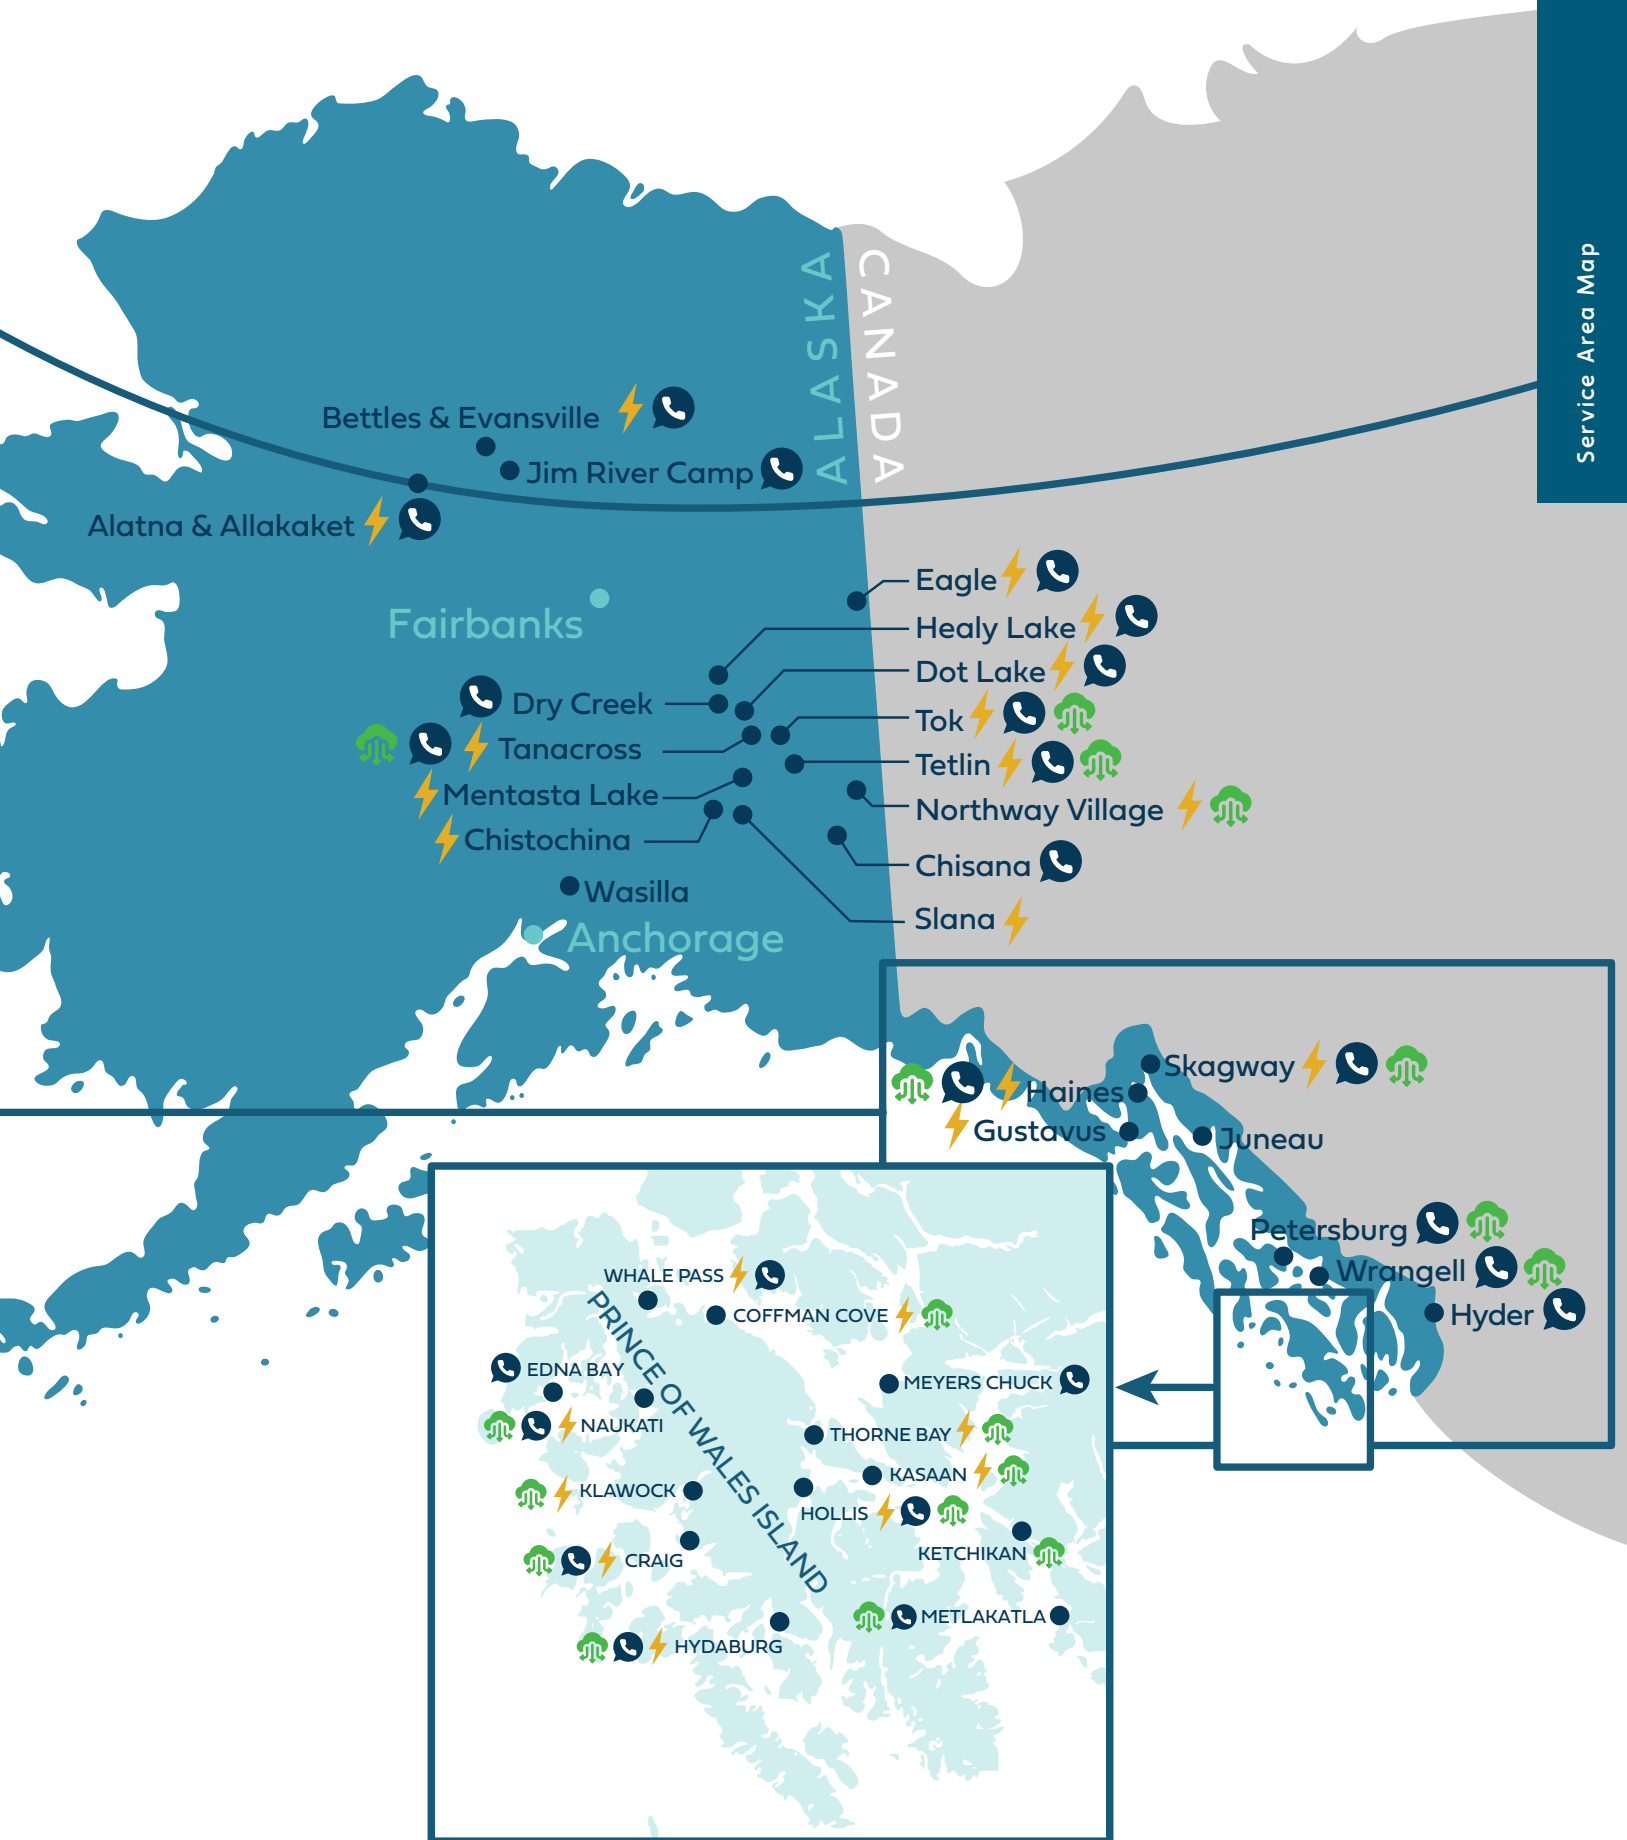 Service Area Map
ALASKA
CANADA
Bettles & Evansville
Jim River Camp
Alatna & Allakaket
Fairbanks
Eagle
Healy Lake
Dot Lake
Dry Creek
Tok
Tanacross
Tetlin
Mentasta Lake
Northway Village
Chistochina
Chisana
Wasilla
Slana
Anchorage
Skagway
Haines
Gustavus
Juneau
Petersburg
Wrangell
Hyder
WHALE PASS
COFFMAN COVE
PRINCE OF WALES ISLAND
EDNA BAY
MEYERS CHUCK
NAUKATI
THORNE BAY
KASAAN
KLAWOCK
HOLLIS
KETCHIKAN
CRAIG
METLAKATLA
HYDABURG